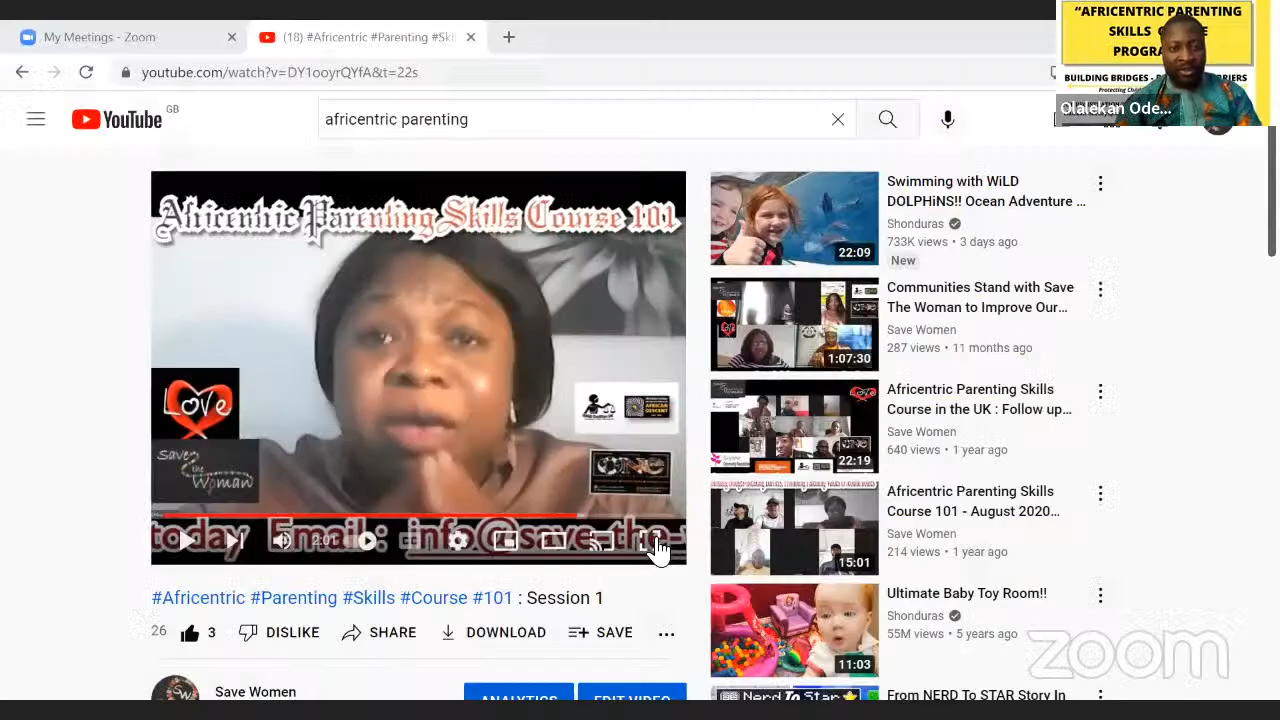 My Meetings - Zoom
(18) #Africentric #Parenting #Ski
youtube.com/watch?v=DY1ooyrQYfA&t=22s
"AFRICENTRIC PARENTING
SKILLS
BUILDING BRIDGES -
Olalekan Ode...
YouTube GB
africentric parenting
Africentric Parenting Skills Course 101
Love
Save
the
Woman
AFRICAN
DESCENT
today Email: info@save-the-
2:01
#Africentric #Parenting #Skills #Course #101 : Session 1
26
3
DISLIKE
SHARE
DOWNLOAD
SAVE
Save Women
ANALYTICS
EDIT VIDEO
22:09
Swimming with WiLD
DOLPHiNS!! Ocean Adventure ...
Shonduras
733K views • 3 days ago
New
1:07:30
Communities Stand with Save
The Woman to Improve Our...
Save Women
287 views • 11 months ago
22:19
Africentric Parenting Skills
Course in the UK : Follow up...
Save Women
640 views • 1 year ago
15:01
Africentric Parenting Skills
Course 101 - August 2020...
Save Women
214 views • 1 year ago
11:03
Ultimate Baby Toy Room!!
Shonduras
55M views • 5 years ago
Nerd To Star
From NERD To STAR Story In
zoom